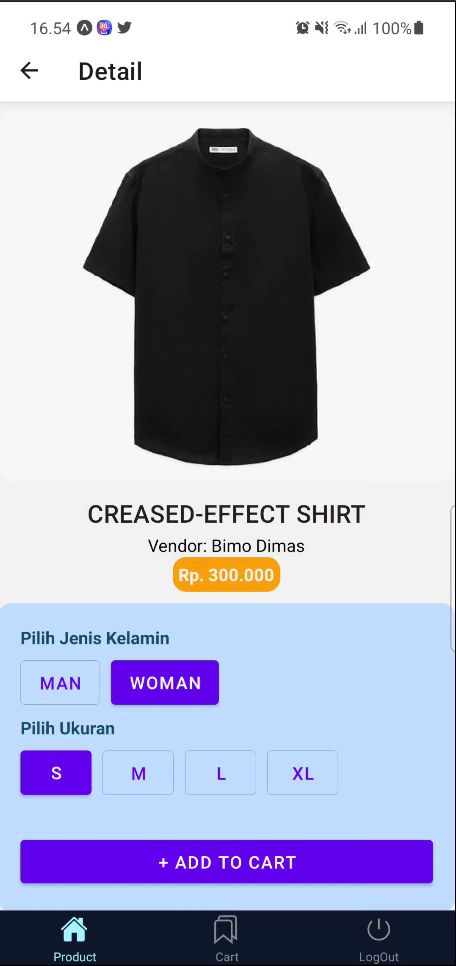 16.54
100%
Detail
CREASED-EFFECT SHIRT
Vendor: Bimo Dimas
Rp. 300.000
Pilih Jenis Kelamin
MAN WOMAN
Pilih Ukuran
S M L XL
+ ADD TO CART
Product Cart LogOut